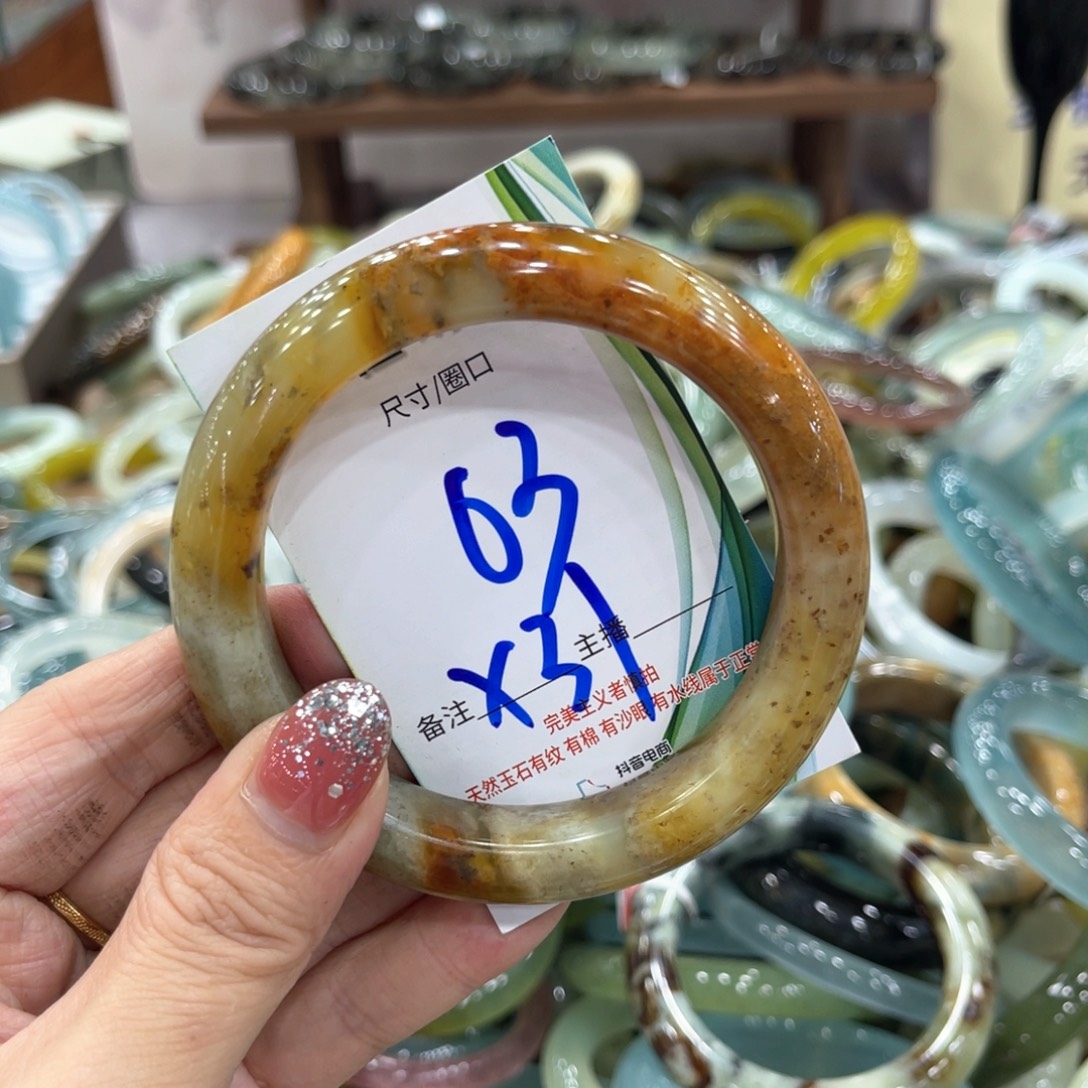 尺寸/圈口
63
主播
备注 x31
完美主义者慎拍
天然玉石有纹 有棉 有沙眼 有水线属于正常
抖音电商